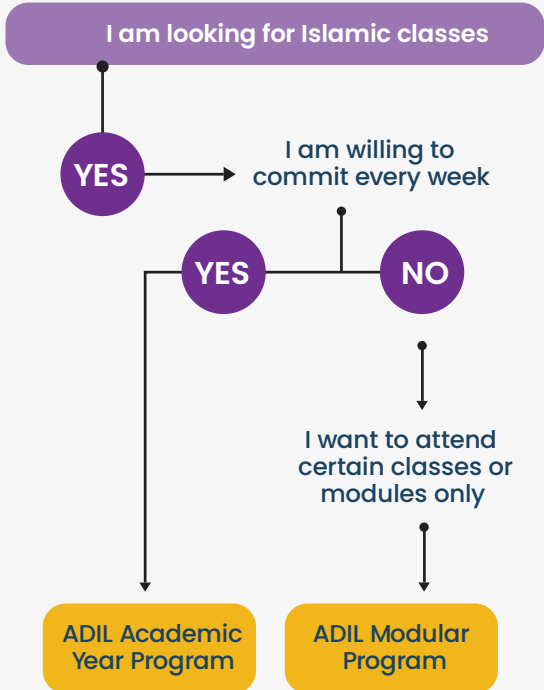 I am looking for Islamic classes
YES
I am willing to
commit every week
YES
NO
I want to attend
certain classes or
modules only
ADIL Academic
Year Program
ADIL Modular
Program